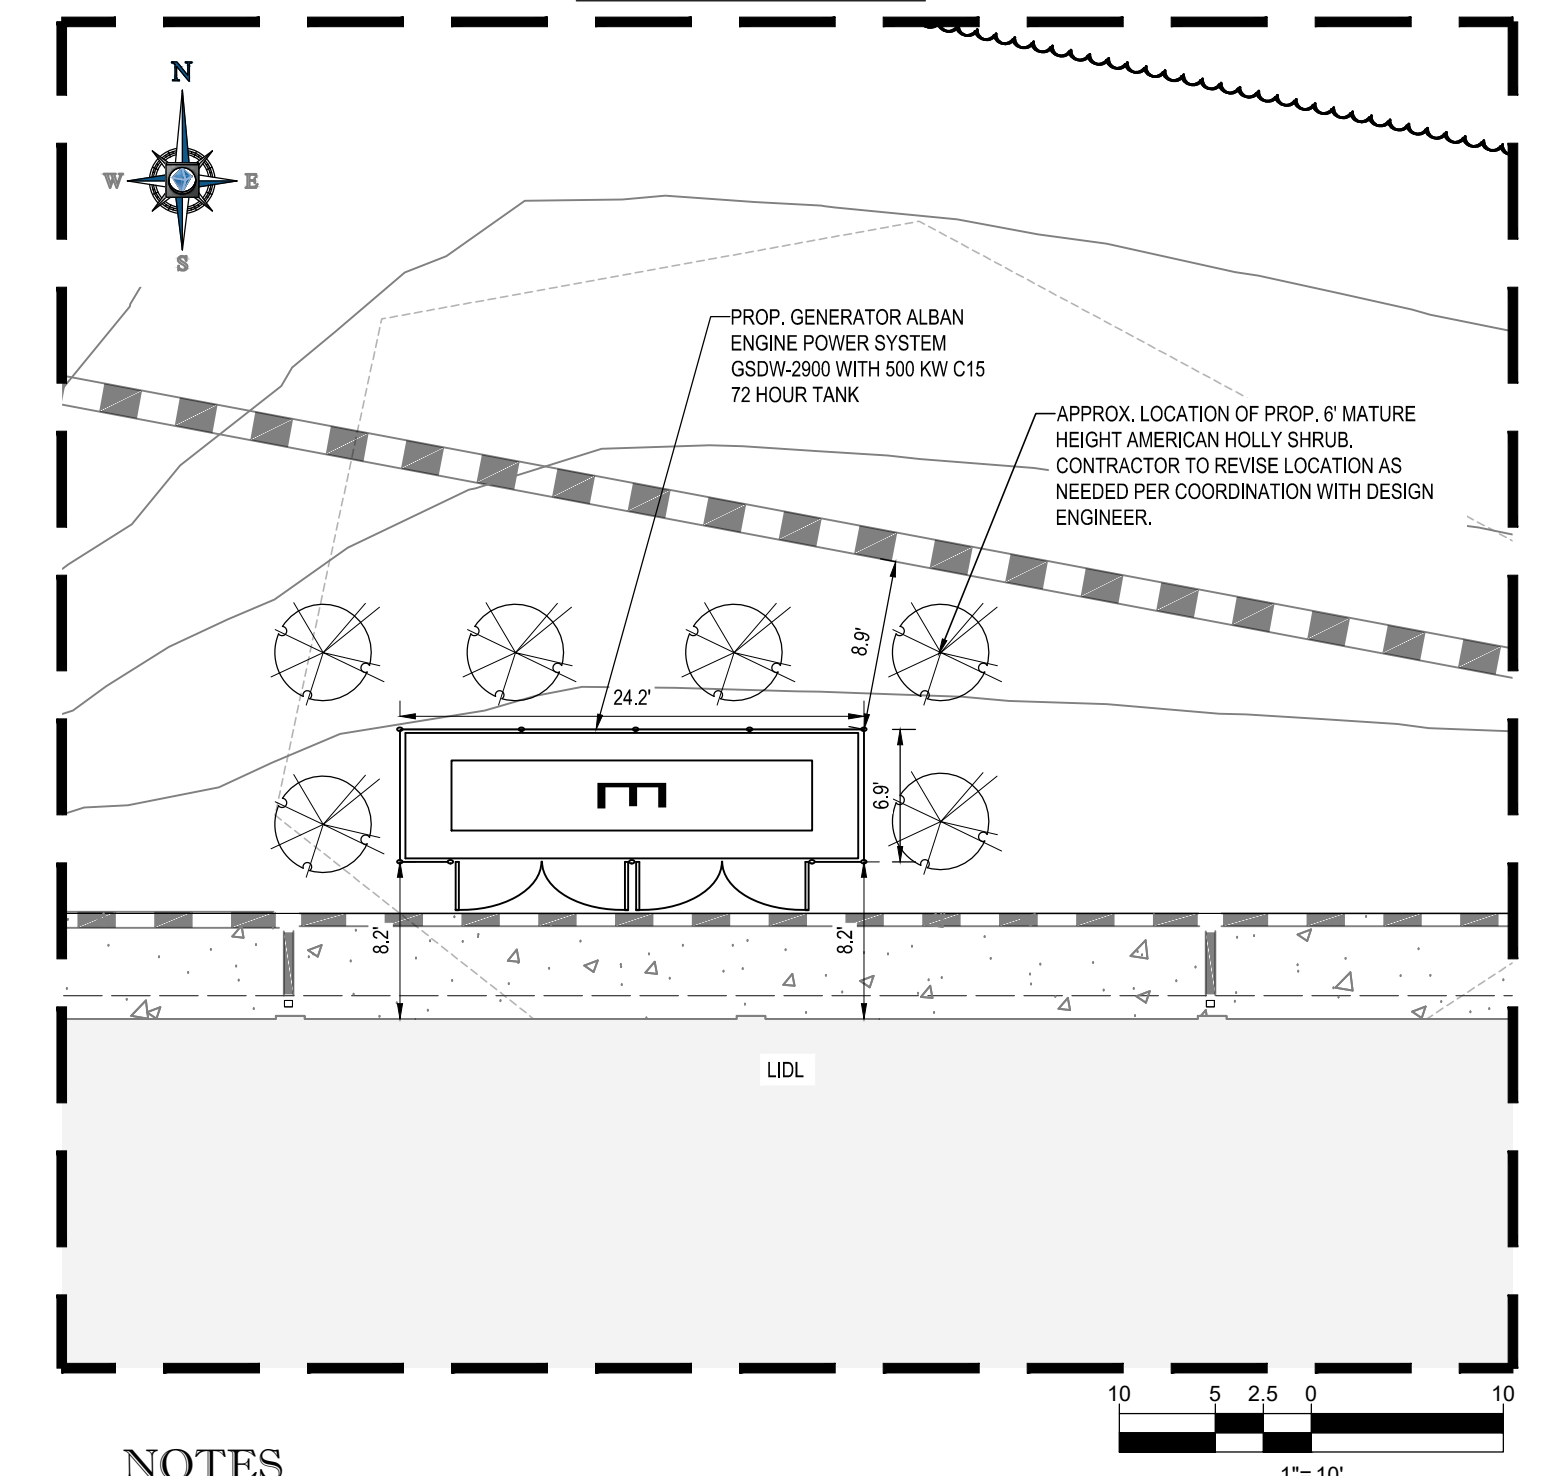 N
W E
S
PROP. GENERATOR ALBAN
ENGINE POWER SYSTEM
GSDW-2900 WITH 500 KW C15
72 HOUR TANK
APPROX. LOCATION OF PROP. 6' MATURE
HEIGHT AMERICAN HOLLY SHRUB.
CONTRACTOR TO REVISE LOCATION AS
NEEDED PER COORDINATION WITH DESIGN
ENGINEER.
8.9'
24.2'
6.9'
E
8.2'
8.2'
LIDL
10 5 2.5 0 10
1"= 10'
NOTES